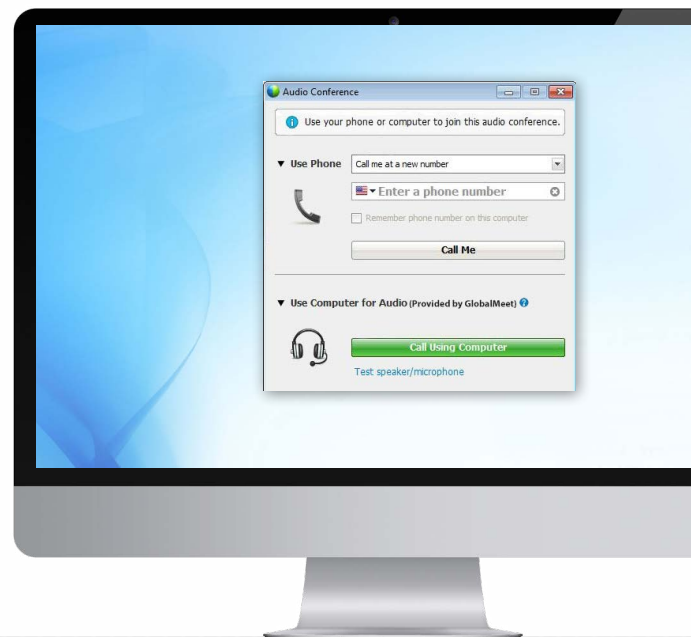 Audio Conference
Use your phone or computer to join this audio conference.
Use Phone
Call me at a new number
Enter a phone number
Remember phone number on this computer
Call Me
Use Computer for Audio (Provided by GlobalMeet)
Call Using Computer
Test speaker/microphone